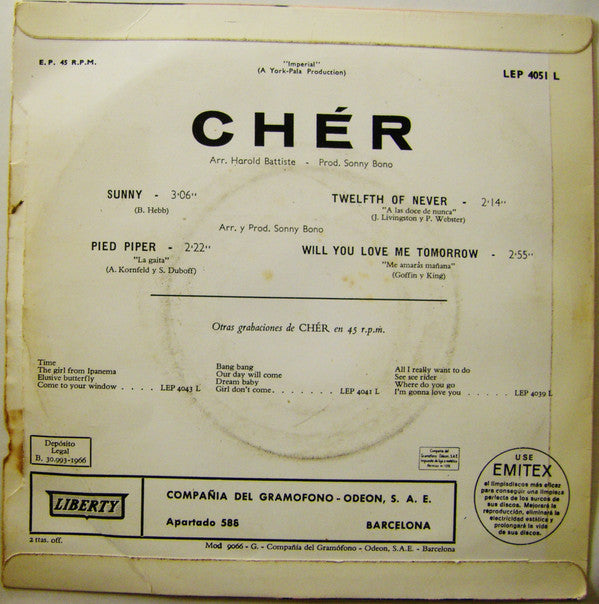 E. P. 45 R.P.M.
"Imperial"
(A York-Pala Production)
LEP 4051 L
CHÉR
Arr. Harold Battiste - Prod. Sonny Bono
SUNNY - 3'06''
(B. Hebb)
TWELFTH OF NEVER - 2'14''
"A las doce de nunca"
(J. Livingston y P. Webster)
Arr. y Prod. Sonny Bono
PIED PIPER - 2'22''
"La gaita"
(A. Kornfeld y S. Duboff)
WILL YOU LOVE ME TOMORROW - 2'55''
"Me amarás mañana"
(Goffin y King)
Otras grabaciones de CHÉR en 45 r.p.m.
Time
The girl from Ipanema
Elusive butterfly
Come to your window . . . . . LEP 4043 L
Bang bang
Our day will come
Dream baby
Girl don't come. . . . . . . . LEP 4041 L
All I really want to do
See see rider
Where do you go
I'm gonna love you . . . . . . LEP 4039 L
Depósito
Legal
B. 30.993-1966
Compañía del
Gramófono Odeon, S.A.E.
USE
EMITEX
el limpiadiscos más eficaz
para conseguir una limpieza
perfecta de los surcos de
sus discos. Mejorará la
reproducción, eliminará la
electricidad estática y
prolongará la vida
de sus discos.
LIBERTY
COMPAÑIA DEL GRAMOFONO - ODEON, S. A. E.
Apartado 588 BARCELONA
2 ttas. off.
Mod 9066 - G. - Compañía del Gramófono - Odeon, S.A.E. - Barcelona